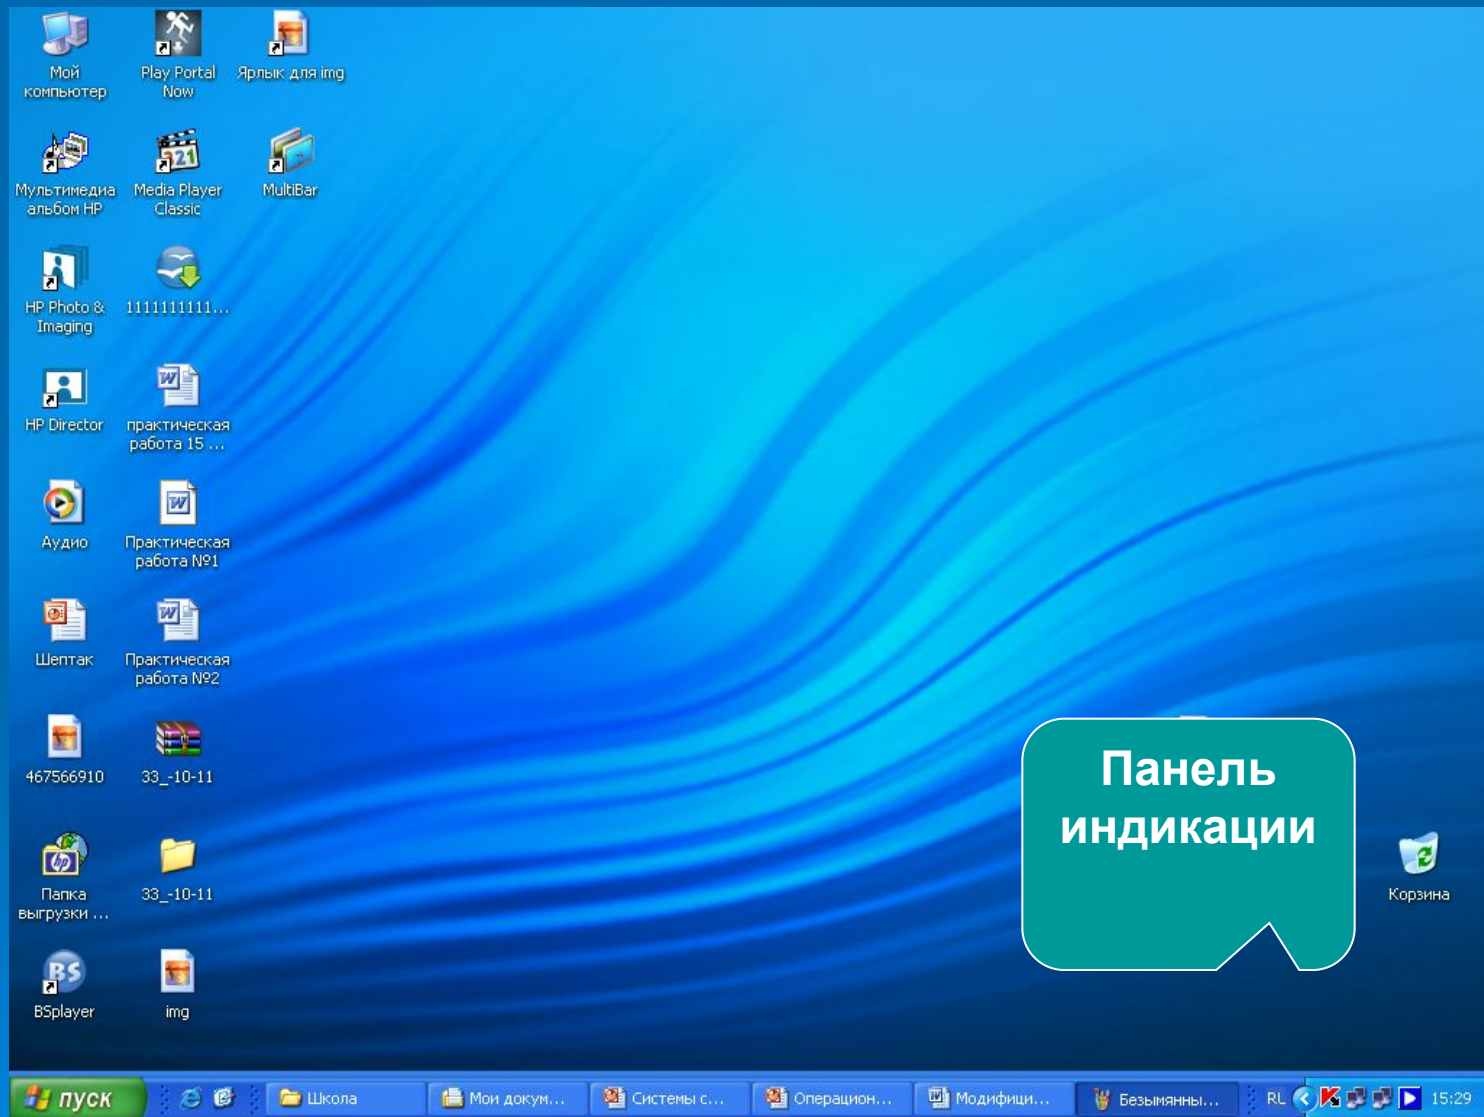 Мой
компьютер
Play Portal
Now
Ярлык для img
Мультимедиа
альбом HP
Media Player
Classic
MultiBar
HP Photo &
Imaging
1111111111...
HP Director
практическая
работа 15 ...
Аудио
Практическая
работа №1
Шептак
Практическая
работа №2
467566910
33_-10-11
Папка
выгрузки ...
33_-10-11
BSplayer
img
Панель
индикации
Корзина
пуск
Школа
Мои докум...
Системы с...
Операцион...
Модифици...
Безымянны...
RL
15:29